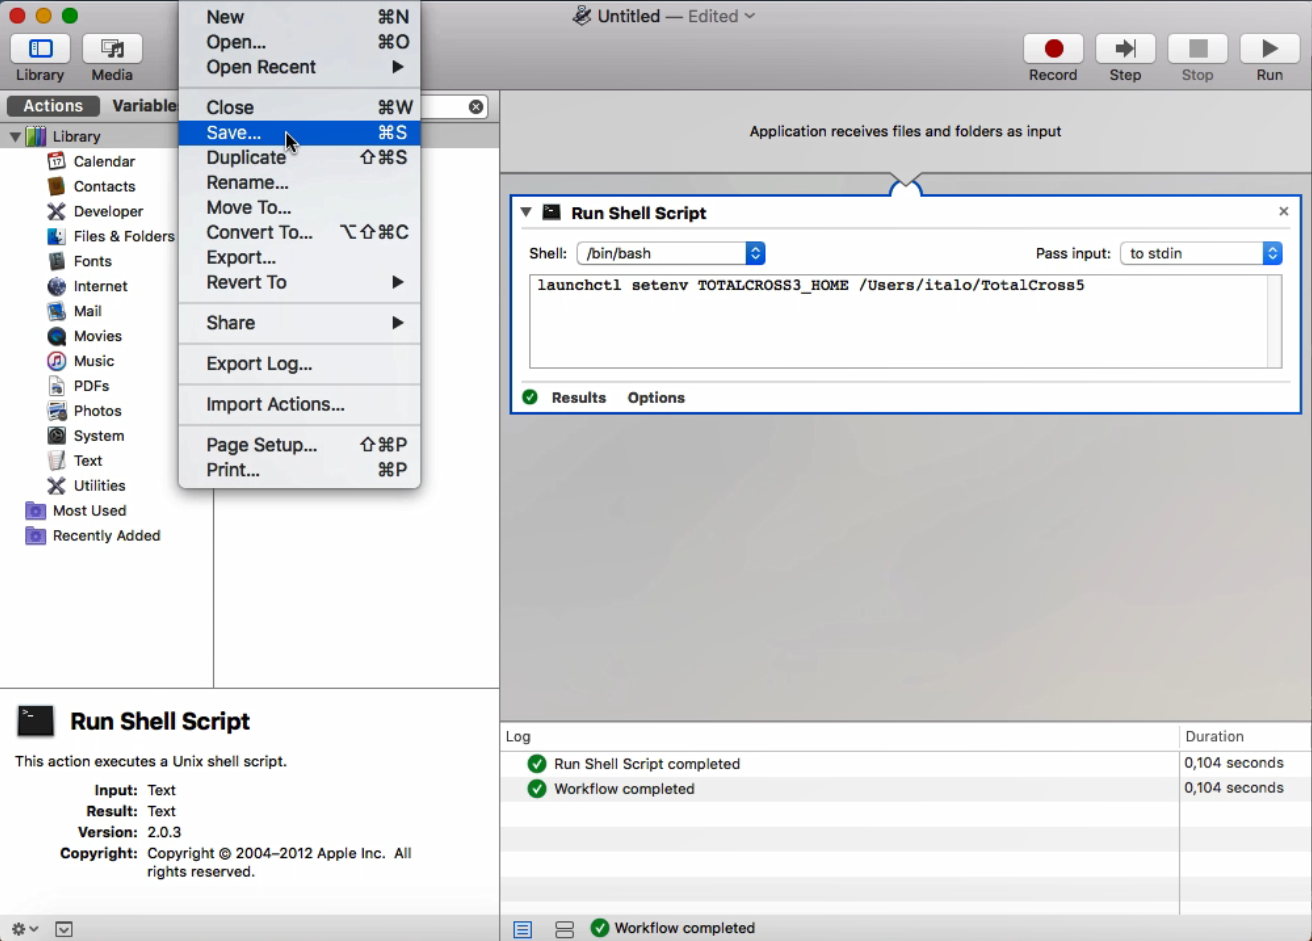 Untitled — Edited
Library
Media
Record
Step
Stop
Run
Actions
New ⌘N
Open... ⌘O
Open Recent
Close ⌘W
Save... ⌘S
Duplicate ⇧⌘S
Rename...
Move To...
Convert To... ⌥⇧⌘C
Export...
Revert To
Share
Export Log...
Import Actions...
Page Setup... ⇧⌘P
Print... ⌘P
Library
17
Calendar
Contacts
Developer
Files & Folders
Fonts
Internet
Mail
Movies
Music
PDFs
Photos
System
Text
Utilities
Most Used
Recently Added
Application receives files and folders as input
Run Shell Script
Shell: /bin/bash
Pass input: to stdin
launchctl setenv TOTALCROSS3_HOME /Users/italo/TotalCross5
Results Options
Run Shell Script
This action executes a Unix shell script.
Input: Text
Result: Text
Version: 2.0.3
Copyright: Copyright © 2004–2012 Apple Inc. All
rights reserved.
Log Duration
Run Shell Script completed 0,104 seconds
Workflow completed 0,104 seconds
Workflow completed